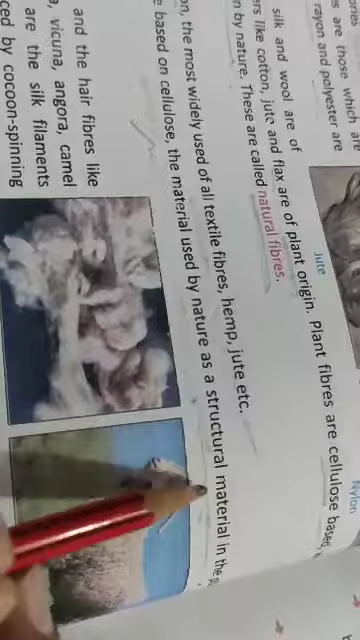 es are those which are
rayon and polyester are
Jute
Nylon
silk and wool are of
like cotton, jute and flax are of plant origin. Plant fibres are cellulose based,
by nature. These are called natural fibres.
the most widely used of all textile fibres, hemp, jute etc.
based on cellulose, the material used by nature as a structural material in the
and the hair fibres like
vicuna, angora, camel
are the silk filaments
by cocoon-spinning